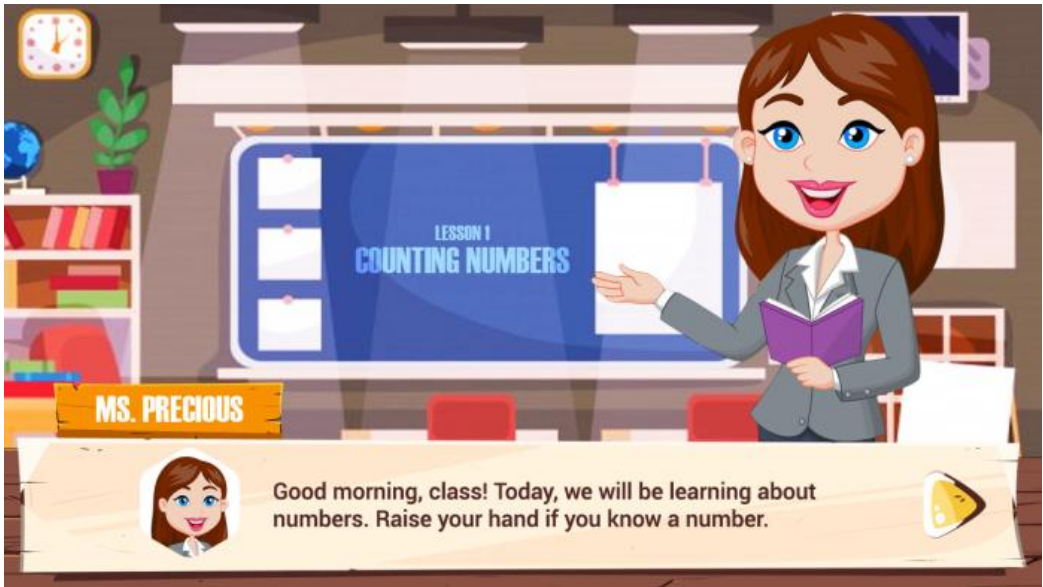 LESSON 1
COUNTING NUMBERS
MS. PRECIOUS
Good morning, class! Today, we will be learning about
numbers. Raise your hand if you know a number.